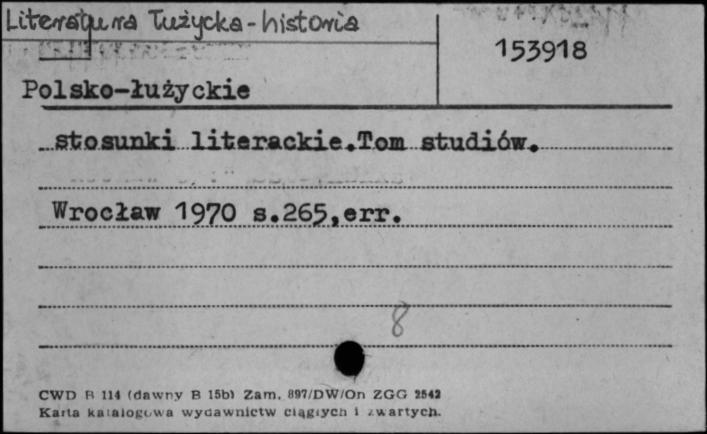 Literatura Łużycka - historia
153918
Polsko-łużyckie
stosunki literackie.Tom studiów.
Wrocław 1970 s.265,err.
8
CWD B 114 (dawny B 15b) Zam. 897/DW/On ZGG 2542
Karta katalogowa wydawnictw ciągłych i zwartych.